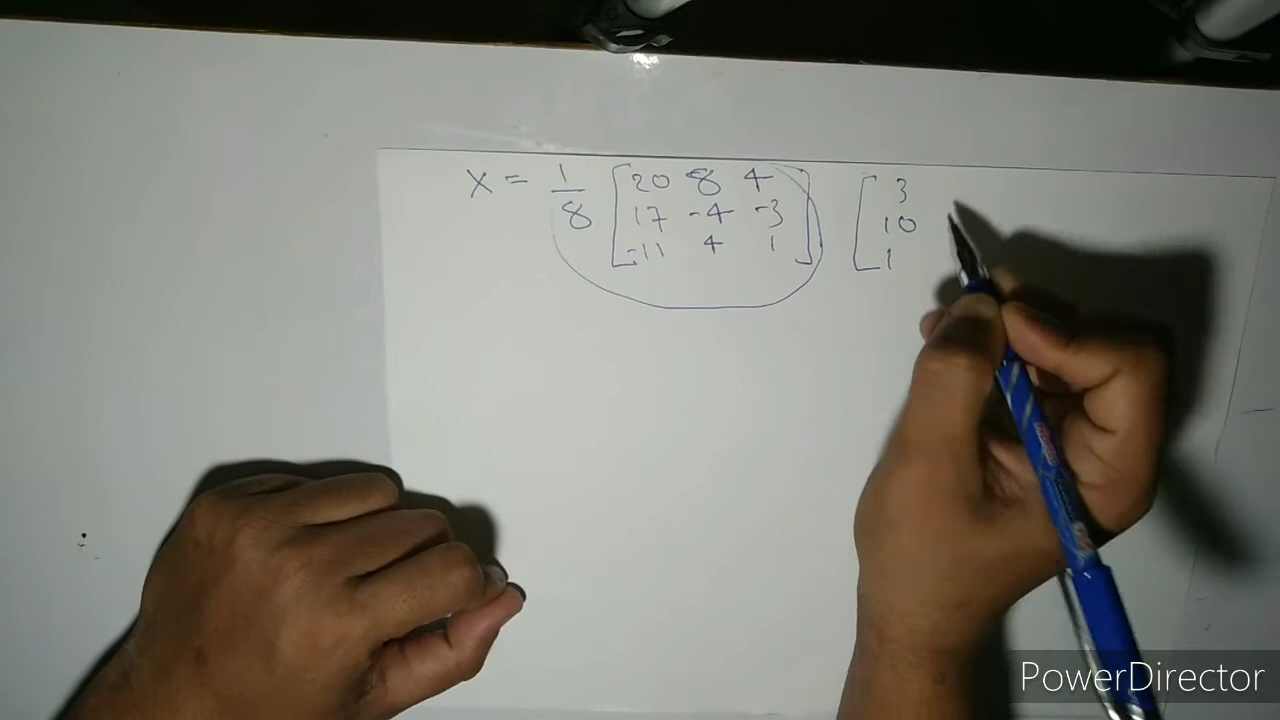 X = 1/8 [20 8 4] [3
17 -4 -3 10
-11 4 1 1
PowerDirector